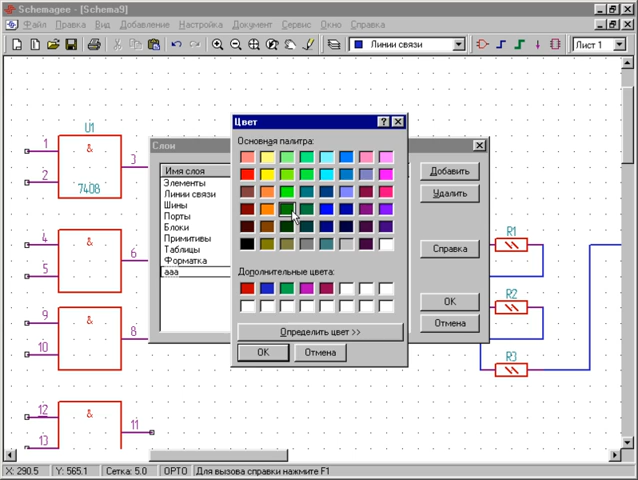 Schemagee - [Schema9]
Файл Правка Вид Добавление Настройка Документ Сервис Окно Справка
Линии связи
Лист 1
U1
1
&
3
2
7408
4
&
6
5
9
&
8
10
12
&
11
13
Слои
Имя слоя
Элементы
Линии связи
Шины
Порты
Блоки
Примитивы
Таблицы
Форматка
ааа
Добавить
Удалить
Справка
OK
Отмена
Цвет
Основная палитра:
Дополнительные цвета:
Определить цвет >>
OK
Отмена
R1
R2
R3
X: 290.5 Y: 565.1 Сетка: 5.0 ОРТО Для вызова справки нажмите F1